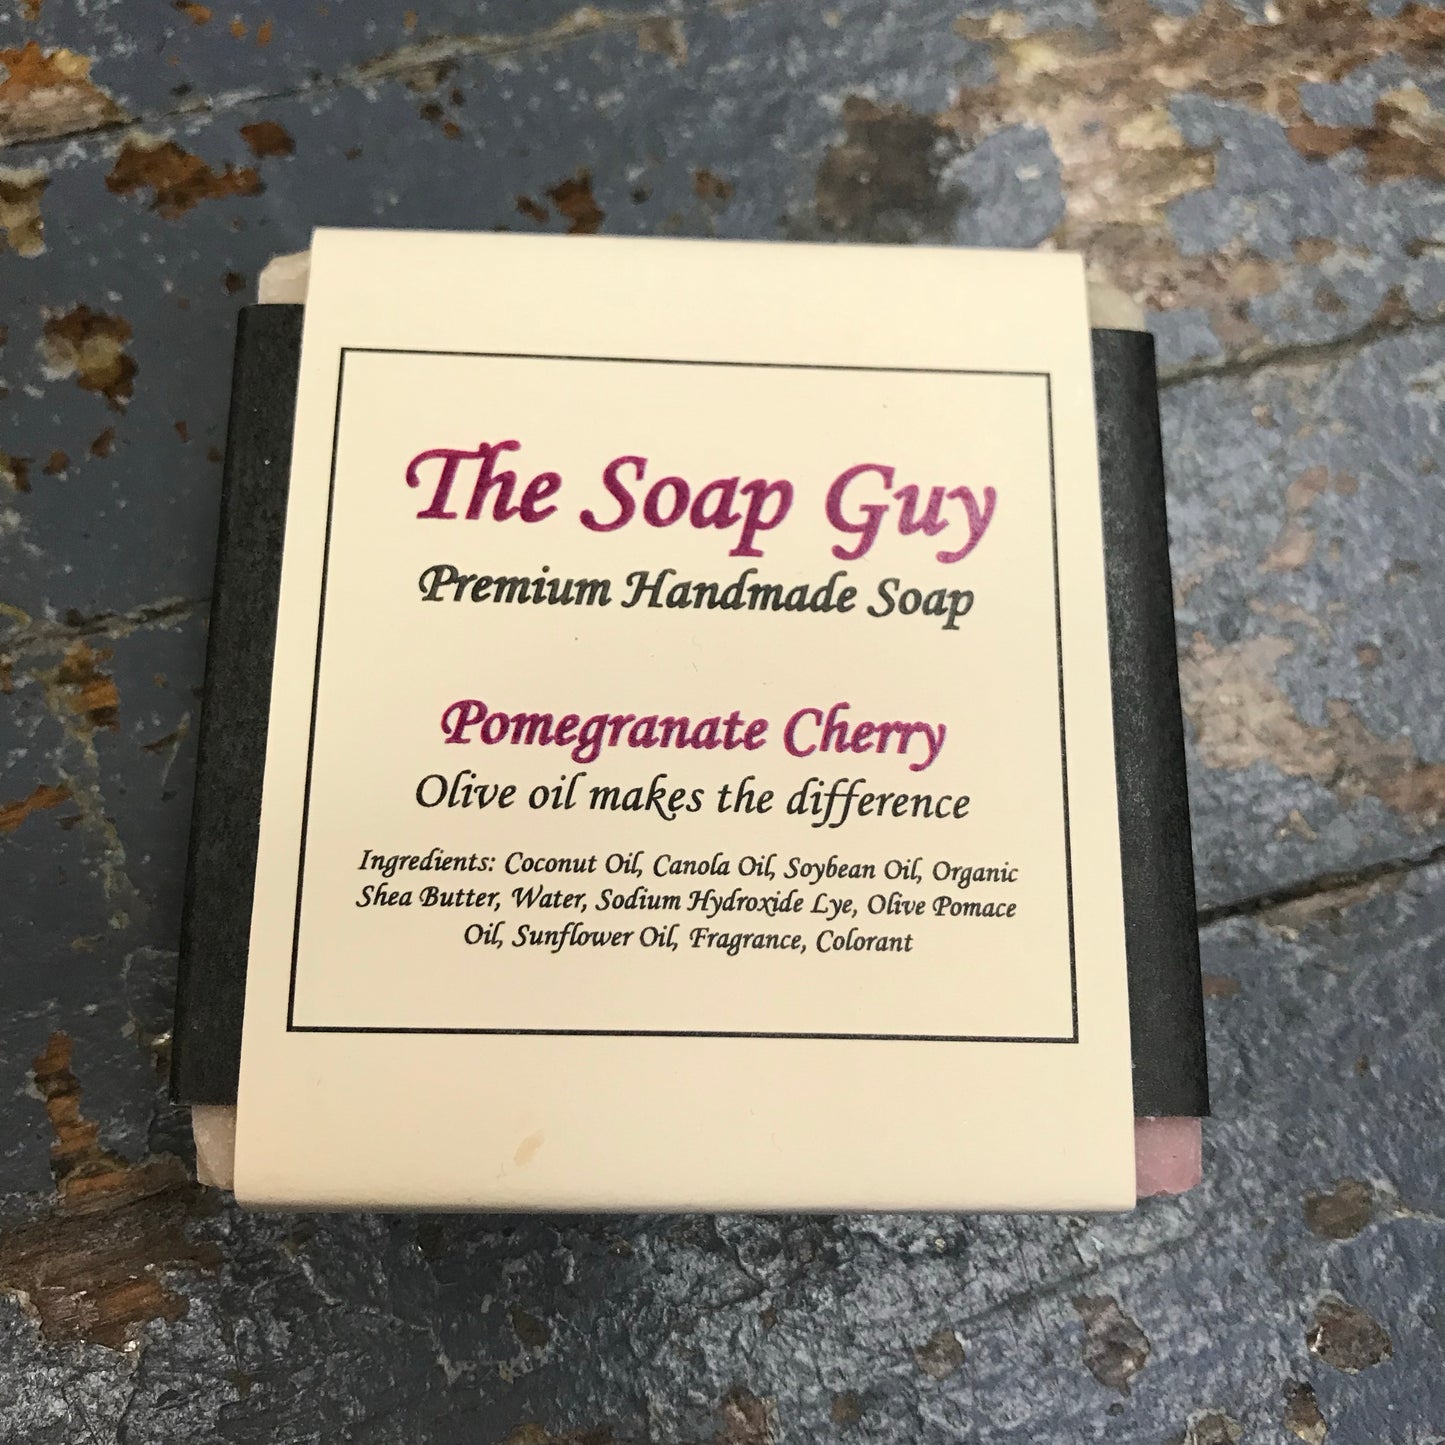 The Soap Guy
Premium Handmade Soap
Pomegranate Cherry
Olive oil makes the difference
Ingredients: Coconut Oil, Canola Oil, Soybean Oil, Organic
Shea Butter, Water, Sodium Hydroxide Lye, Olive Pomace
Oil, Sunflower Oil, Fragrance, Colorant